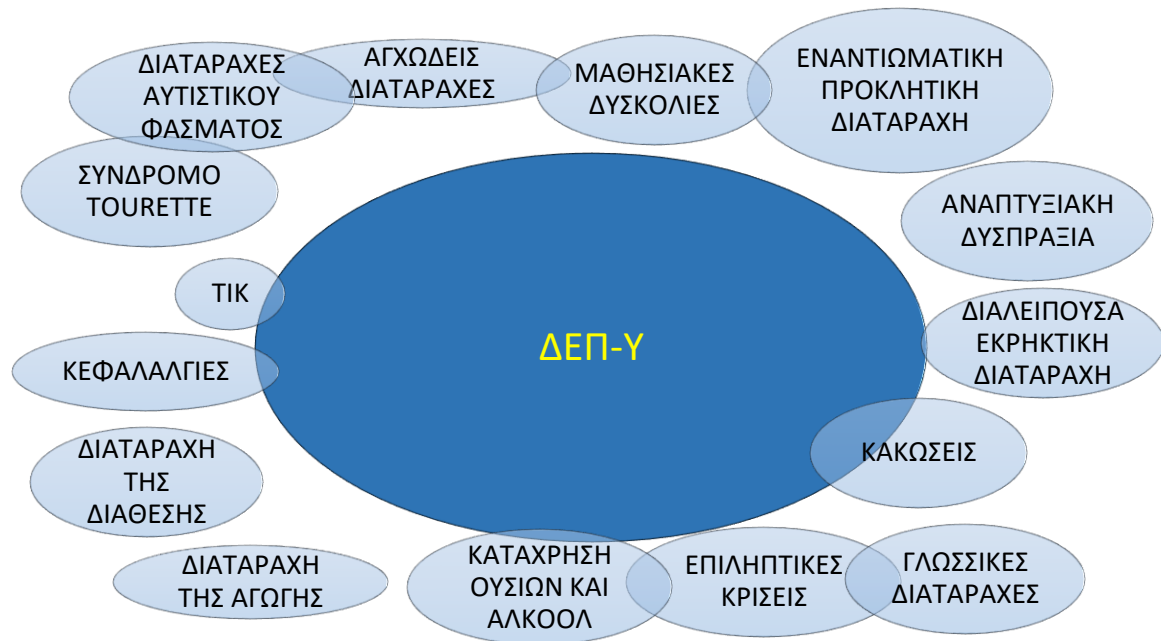 ΔΙΑΤΑΡΑΧΕΣ
ΑΥΤΙΣΤΙΚΟΥ
ΦΑΣΜΑΤΟΣ
ΑΓΧΩΔΕΙΣ
ΔΙΑΤΑΡΑΧΕΣ
ΜΑΘΗΣΙΑΚΕΣ
ΔΥΣΚΟΛΙΕΣ
ΕΝΑΝΤΙΩΜΑΤΙΚΗ
ΠΡΟΚΛΗΤΙΚΗ
ΔΙΑΤΑΡΑΧΗ
ΣΥΝΔΡΟΜΟ
TOURETTE
ΑΝΑΠΤΥΞΙΑΚΗ
ΔΥΣΠΡΑΞΙΑ
ΤΙΚ
ΔΕΠ-Υ
ΔΙΑΛΕΙΠΟΥΣΑ
ΕΚΡΗΚΤΙΚΗ
ΔΙΑΤΑΡΑΧΗ
ΚΕΦΑΛΑΛΓΙΕΣ
ΚΑΚΩΣΕΙΣ
ΔΙΑΤΑΡΑΧΗ
ΤΗΣ
ΔΙΑΘΕΣΗΣ
ΔΙΑΤΑΡΑΧΗ
ΤΗΣ ΑΓΩΓΗΣ
ΚΑΤΑΧΡΗΣΗ
ΟΥΣΙΩΝ ΚΑΙ
ΑΛΚΟΟΛ
ΕΠΙΛΗΠΤΙΚΕΣ
ΚΡΙΣΕΙΣ
ΓΛΩΣΣΙΚΕΣ
ΔΙΑΤΑΡΑΧΕΣ